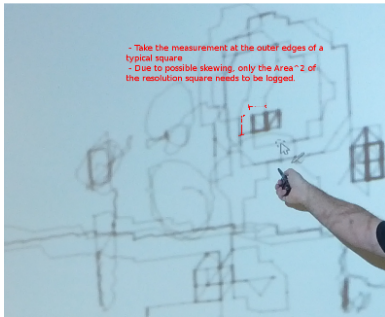 - Take the measurement at the outer edges of a
typical square
- Due to possible skewing, only the Area^2 of
the resolution square needs to be logged.